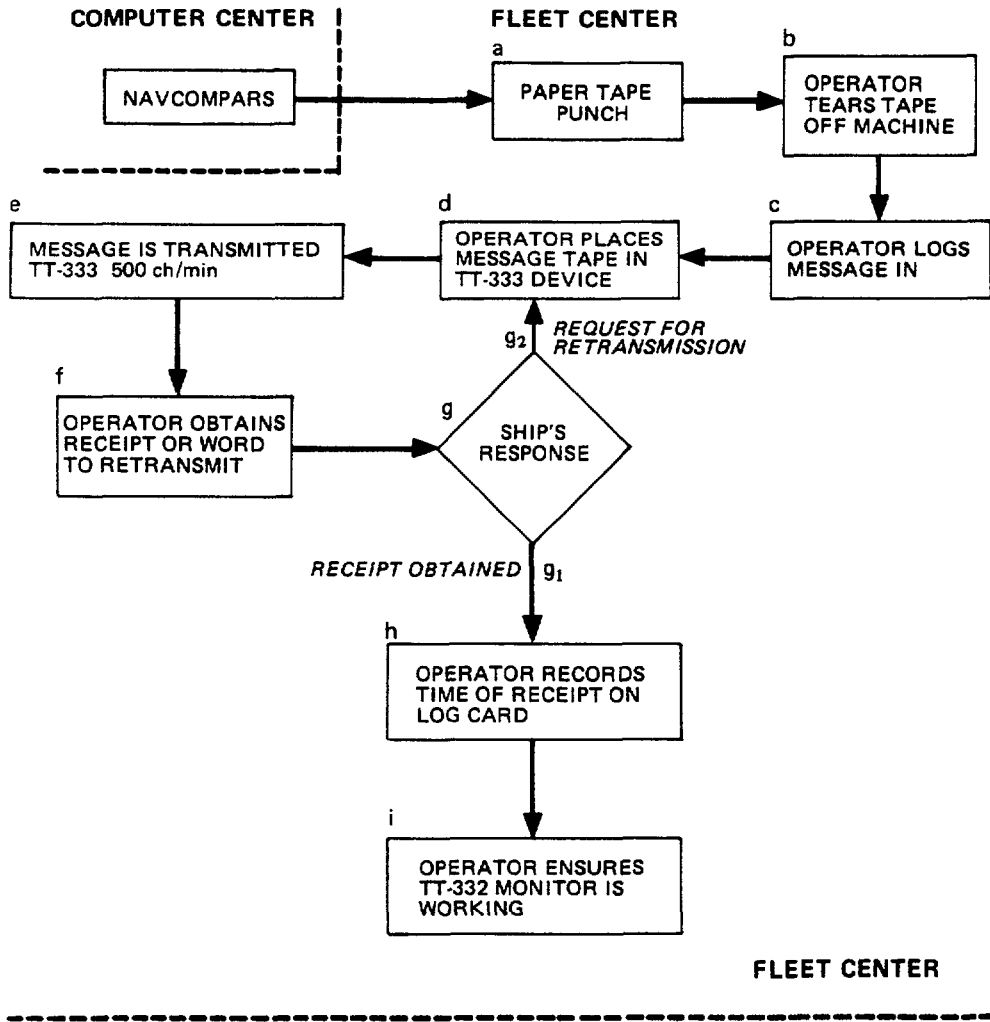 COMPUTER CENTER
FLEET CENTER
NAVCOMPARS
a
PAPER TAPE
PUNCH
b
OPERATOR
TEARS TAPE
OFF MACHINE
c
OPERATOR LOGS
MESSAGE IN
d
OPERATOR PLACES
MESSAGE TAPE IN
TT-333 DEVICE
e
MESSAGE IS TRANSMITTED
TT-333 500 ch/min
f
OPERATOR OBTAINS
RECEIPT OR WORD
TO RETRANSMIT
g
SHIP'S
RESPONSE
g2
REQUEST FOR
RETRANSMISSION
RECEIPT OBTAINED
g1
h
OPERATOR RECORDS
TIME OF RECEIPT ON
LOG CARD
i
OPERATOR ENSURES
TT-332 MONITOR IS
WORKING
FLEET CENTER